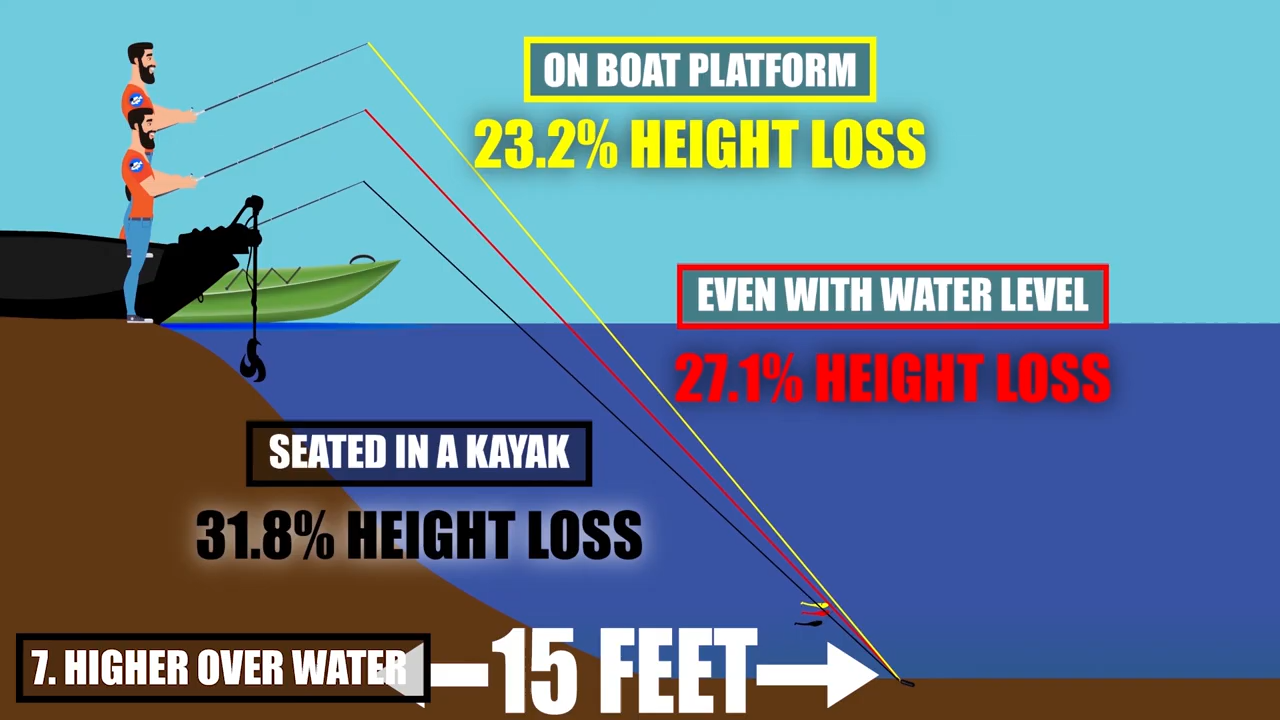 ON BOAT PLATFORM
23.2% HEIGHT LOSS
EVEN WITH WATER LEVEL
27.1% HEIGHT LOSS
SEATED IN A KAYAK
31.8% HEIGHT LOSS
7. HIGHER OVER WATER
15 FEET